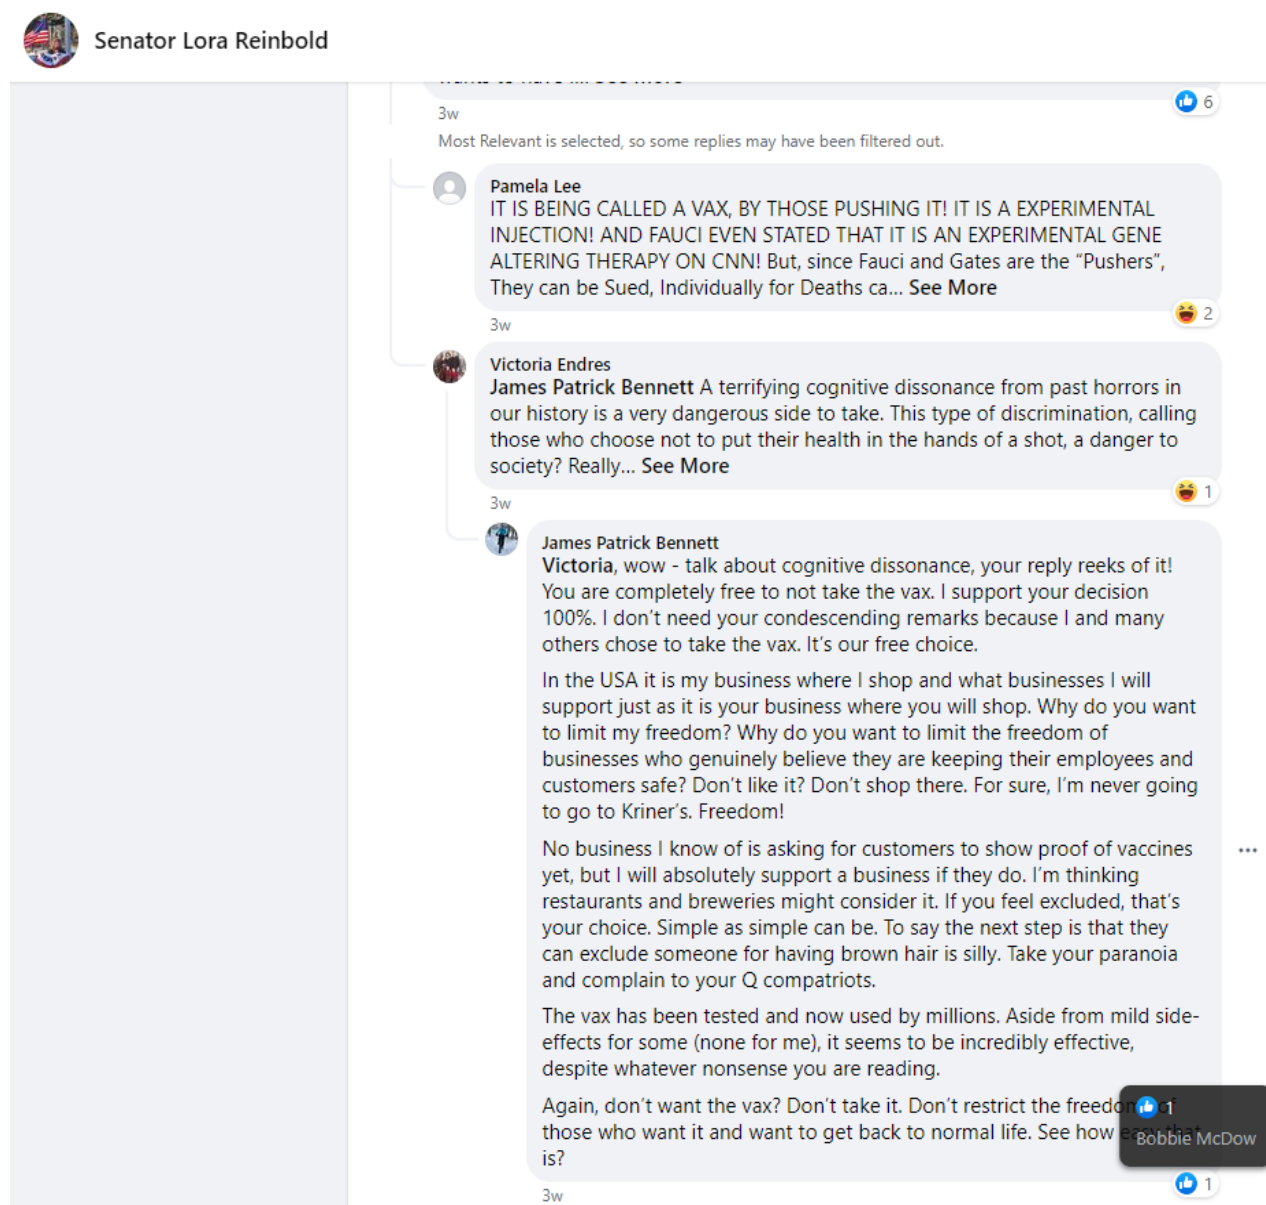 Senator Lora Reinbold
6
3w
Most Relevant is selected, so some replies may have been filtered out.
Pamela Lee
IT IS BEING CALLED A VAX, BY THOSE PUSHING IT! IT IS A EXPERIMENTAL
INJECTION! AND FAUCI EVEN STATED THAT IT IS AN EXPERIMENTAL GENE
ALTERING THERAPY ON CNN! But, since Fauci and Gates are the “Pushers”,
They can be Sued, Individually for Deaths ca... See More
2
3w
Victoria Endres
James Patrick Bennett A terrifying cognitive dissonance from past horrors in
our history is a very dangerous side to take. This type of discrimination, calling
those who choose not to put their health in the hands of a shot, a danger to
society? Really... See More
1
3w
James Patrick Bennett
Victoria, wow - talk about cognitive dissonance, your reply reeks of it!
You are completely free to not take the vax. I support your decision
100%. I don’t need your condescending remarks because I and many
others chose to take the vax. It’s our free choice.
In the USA it is my business where I shop and what businesses I will
support just as it is your business where you will shop. Why do you want
to limit my freedom? Why do you want to limit the freedom of
businesses who genuinely believe they are keeping their employees and
customers safe? Don’t like it? Don’t shop there. For sure, I’m never going
to go to Kriner’s. Freedom!
No business I know of is asking for customers to show proof of vaccines
yet, but I will absolutely support a business if they do. I’m thinking
restaurants and breweries might consider it. If you feel excluded, that’s
your choice. Simple as simple can be. To say the next step is that they
can exclude someone for having brown hair is silly. Take your paranoia
and complain to your Q compatriots.
The vax has been tested and now used by millions. Aside from mild side-
effects for some (none for me), it seems to be incredibly effective,
despite whatever nonsense you are reading.
Again, don’t want the vax? Don’t take it. Don’t restrict the freedom of
those who want it and want to get back to normal life. See how easy that
is?
1
Bobbie McDow
1
3w